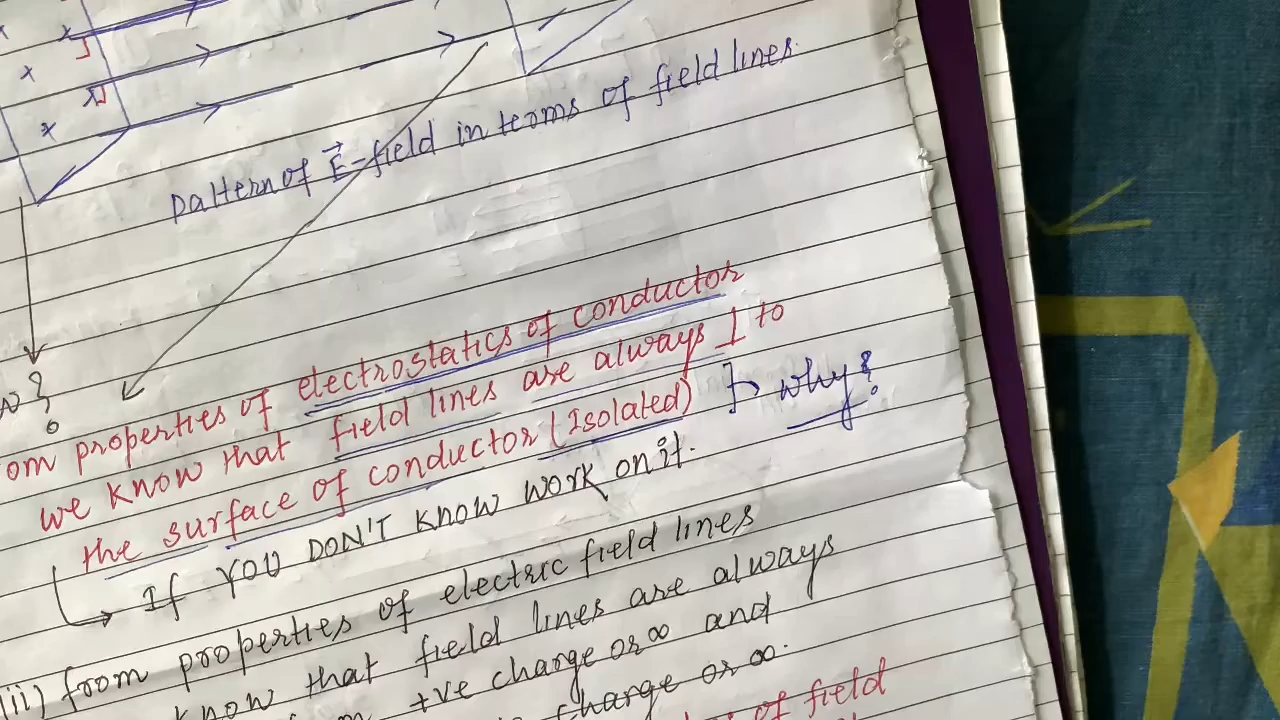 pattern of E⃗-field in terms of field lines.
properties of electrostatics of conductor
we know that field lines are always ⊥ to
the surface of conductor (Isolated) } → why?
If YOU DON'T KNOW WORK on it.
(ii) from properties of electric field lines
know that field lines are always
+ve charge or ∞ and
charge or ∞.
of field